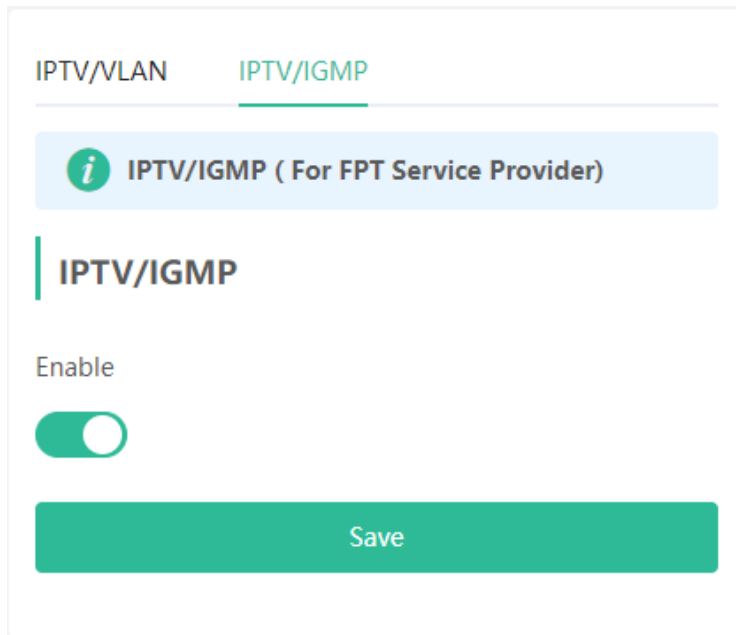 IPTV/VLAN IPTV/IGMP
i IPTV/IGMP ( For FPT Service Provider)
IPTV/IGMP
Enable
Save